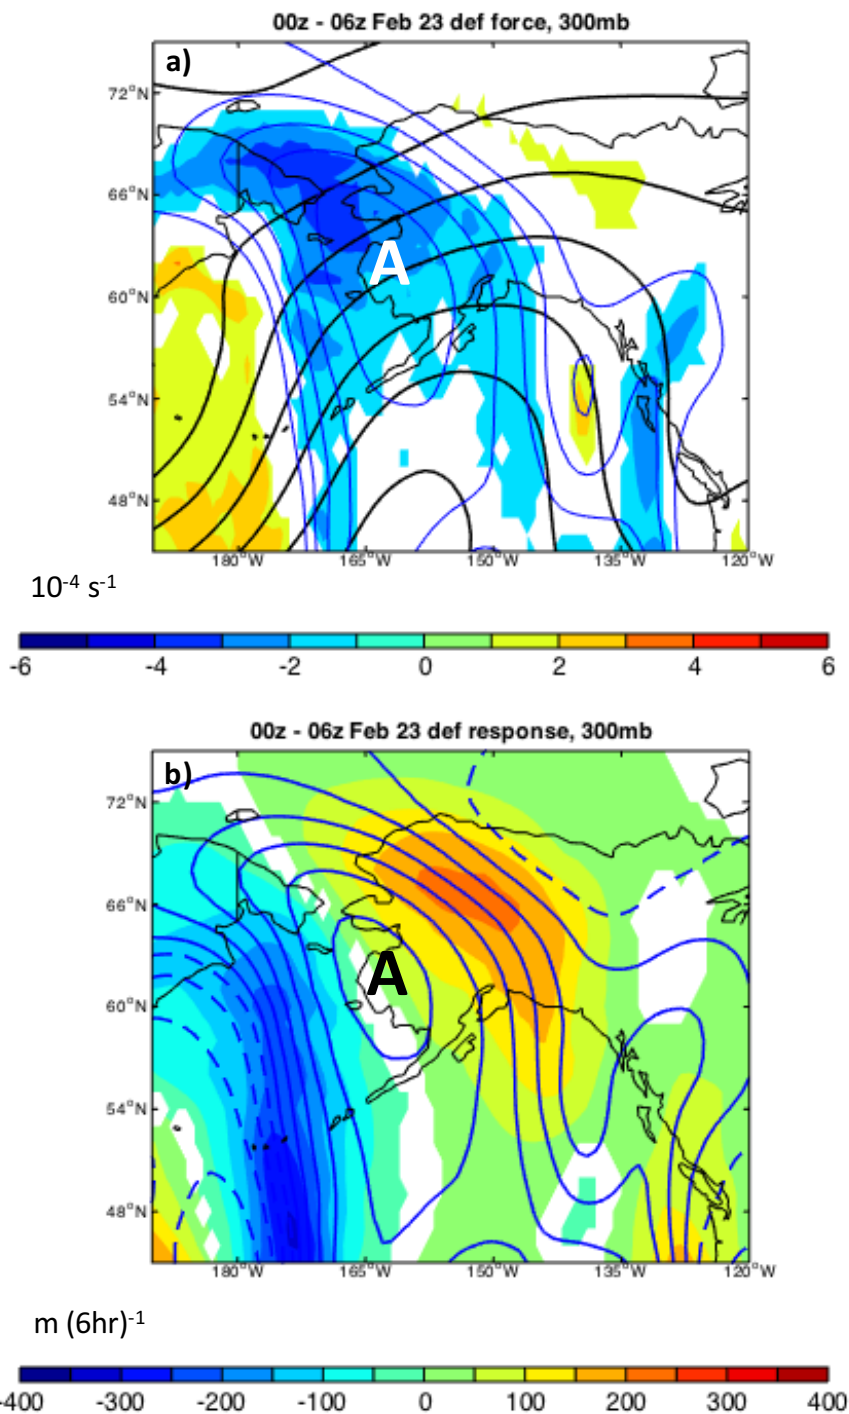 00z - 06z Feb 23 def force, 300mb
a)
72°N
66°N
60°N
54°N
48°N
A
180°W 165°W 150°W 135°W 120°W
10-4 s-1
-6 -4 -2 0 2 4 6
00z - 06z Feb 23 def response, 300mb
b)
72°N
66°N
60°N
54°N
48°N
A
180°W 165°W 150°W 135°W 120°W
m (6hr)-1
-400 -300 -200 -100 0 100 200 300 400